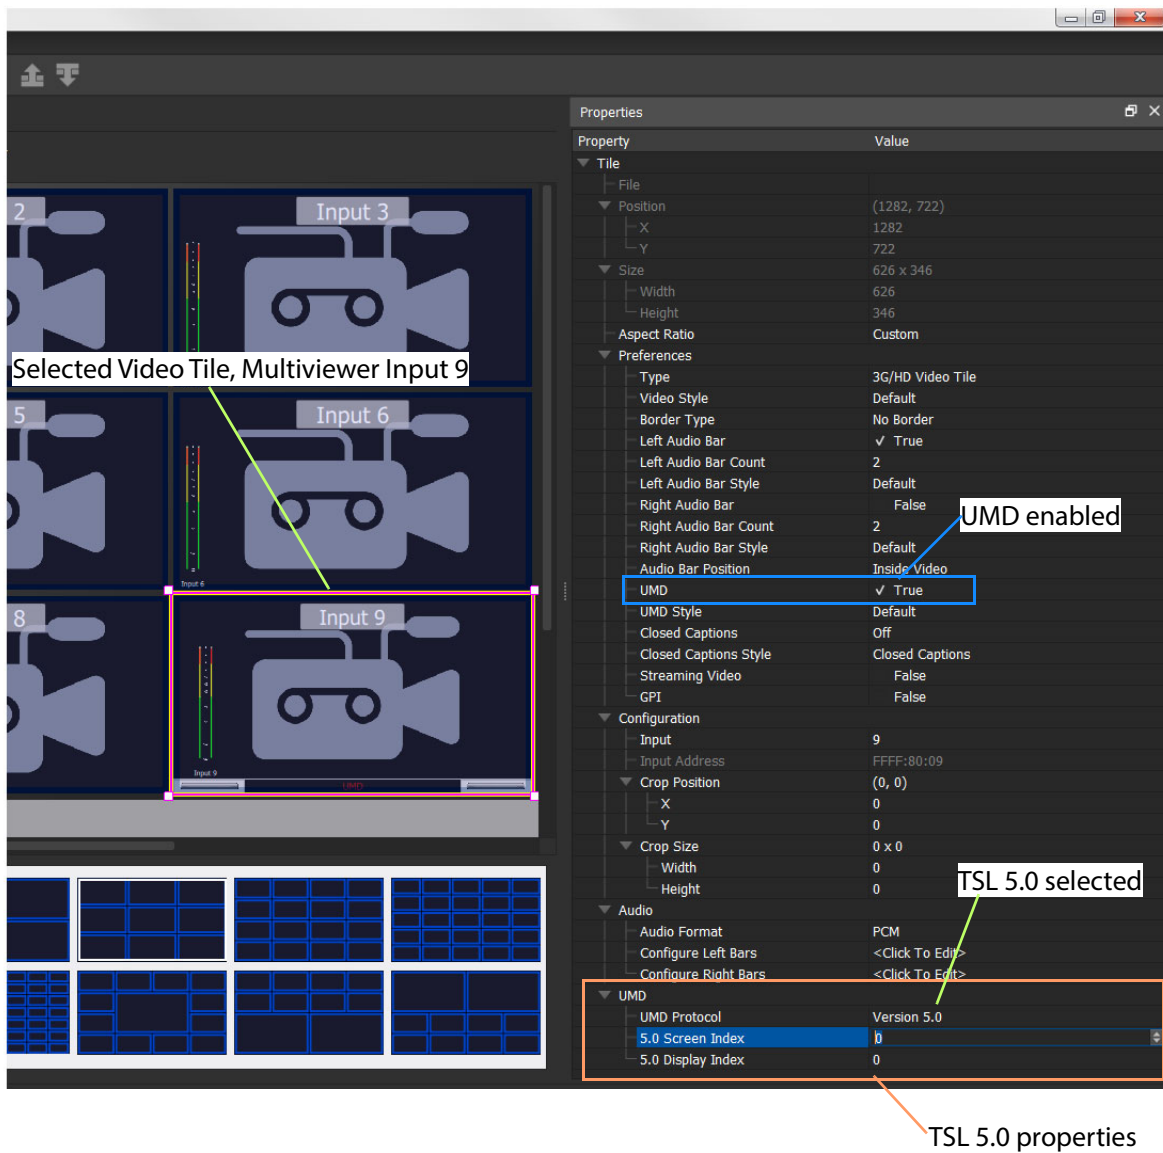 Properties
Property Value
Tile
File
Position (1282, 722)
X 1282
Y 722
Size 626 x 346
Width 626
Height 346
Aspect Ratio Custom
Preferences
Type 3G/HD Video Tile
Video Style Default
Border Type No Border
Left Audio Bar ✓ True
Left Audio Bar Count 2
Left Audio Bar Style Default
Right Audio Bar False
Right Audio Bar Count 2
Right Audio Bar Style Default
Audio Bar Position Inside Video
UMD ✓ True
UMD Style Default
Closed Captions Off
Closed Captions Style Closed Captions
Streaming Video False
GPI False
Configuration
Input 9
Input Address FFFF:80:09
Crop Position (0, 0)
X 0
Y 0
Crop Size 0 x 0
Width 0
Height 0
Audio
Audio Format PCM
Configure Left Bars <Click To Edit>
Configure Right Bars <Click To Edit>
UMD
UMD Protocol Version 5.0
5.0 Screen Index 0
5.0 Display Index 0
2
Input 3
Selected Video Tile, Multiviewer Input 9
5
Input 6
Input 6
8
Input 9
Input 9
UMD
UMD enabled
TSL 5.0 selected
TSL 5.0 properties